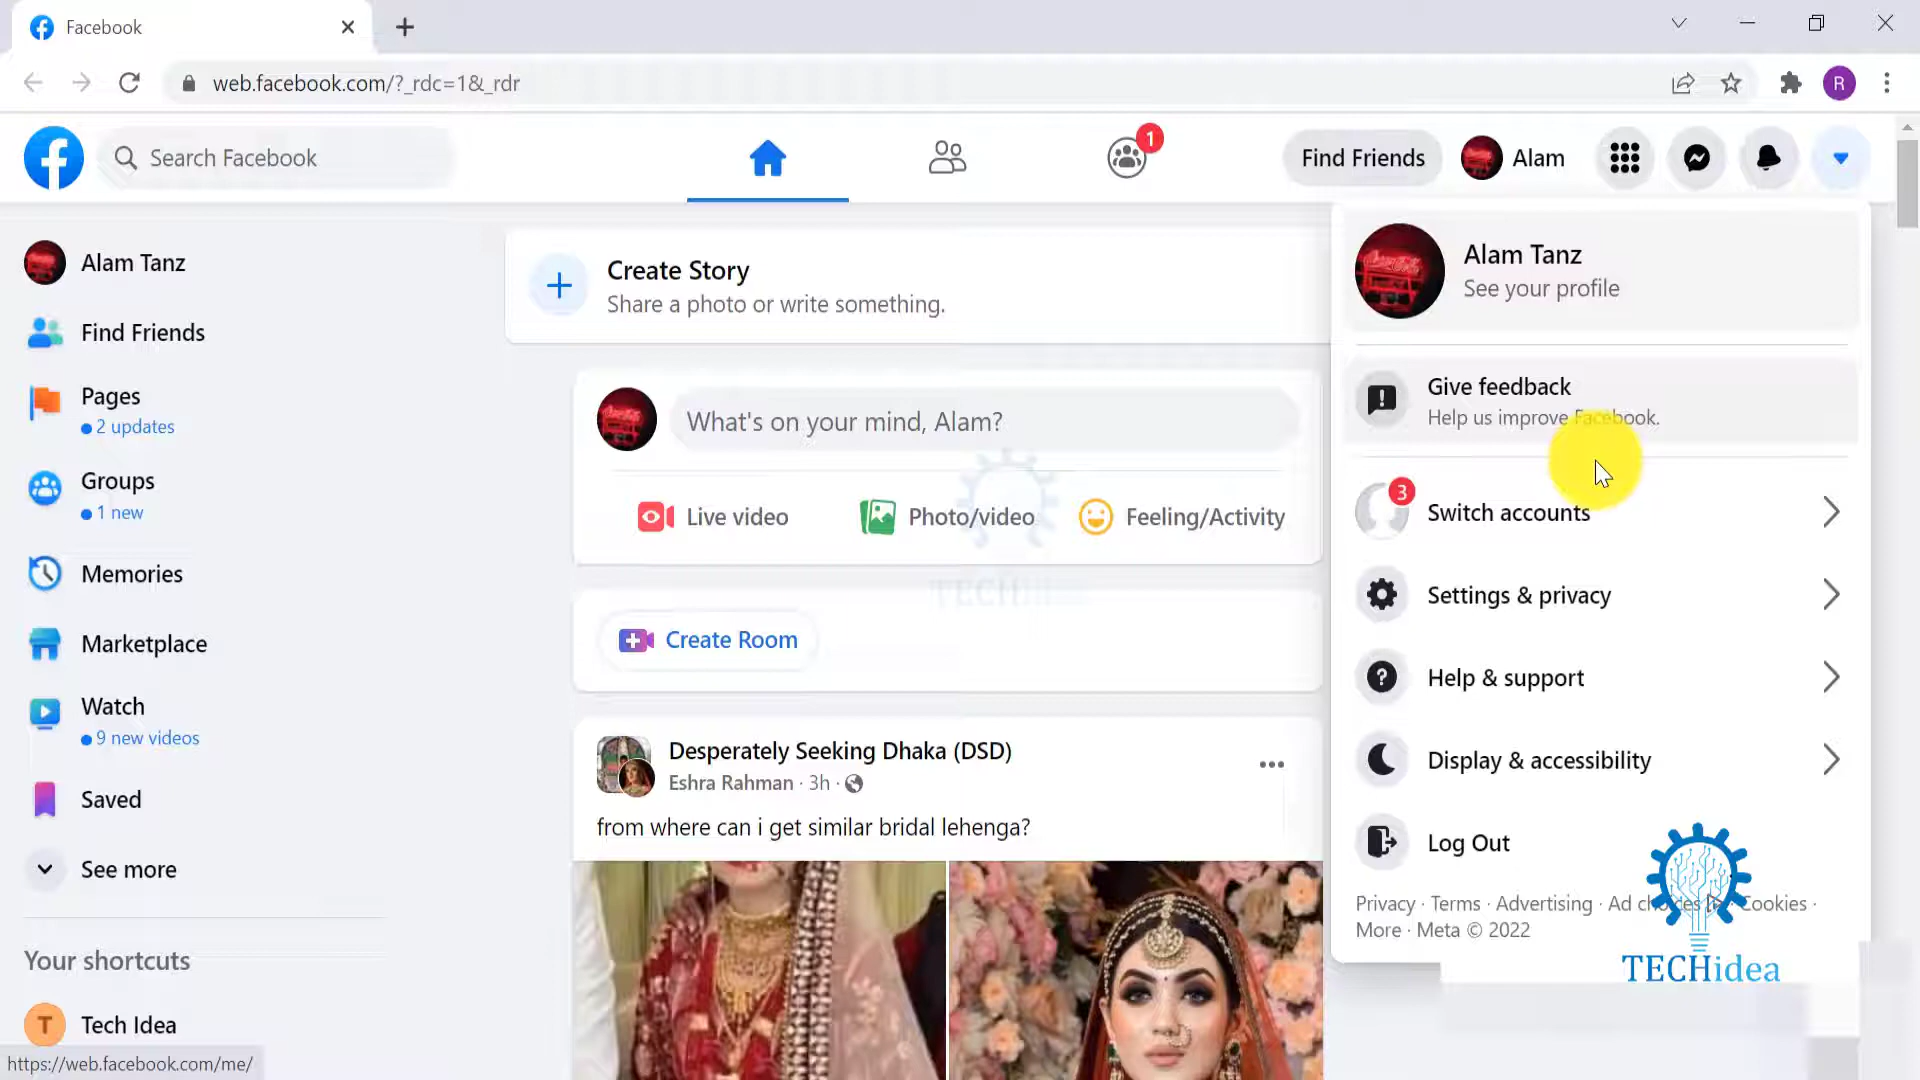 Facebook
web.facebook.com/?_rdc=1&_rdr
R
Search Facebook
1
Find Friends
Alam
Alam Tanz
Find Friends
Pages
2 updates
Groups
1 new
Memories
Marketplace
Watch
9 new videos
Saved
See more
Your shortcuts
T
Tech Idea
https://web.facebook.com/me/
Create Story
Share a photo or write something.
What's on your mind, Alam?
Live video
Photo/video
Feeling/Activity
TECHidea
Create Room
Desperately Seeking Dhaka (DSD)
Eshra Rahman · 3h ·
from where can i get similar bridal lehenga?
Alam Tanz
See your profile
Give feedback
Help us improve Facebook.
3
Switch accounts
Settings & privacy
Help & support
Display & accessibility
Log Out
Privacy · Terms · Advertising · Ad choices · Cookies ·
More · Meta © 2022
TECHidea